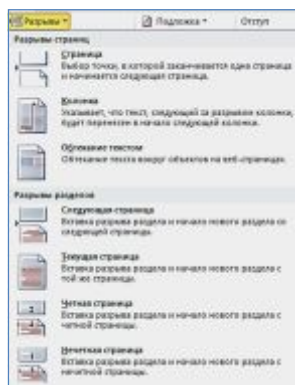 Разрывы Подложка Отступ
Разрывы страниц
Страница
Выбор точки, в которой заканчивается одна страница
и начинается следующая страница.
Колонка
Указывает, что текст, следующий за разрывом колонки,
будет перенесен в начало следующей
колонки.
Обтекание текстом
Обтекание текста вокруг объектов на веб-страницах.
Разрывы разделов
Следующая страница
Вставка разрыва раздела и начало нового раздела со
следующей страницы.
Текущая страница
Вставка разрыва раздела и начало нового раздела с
той же страницы.
Четная страница
Вставка разрыва раздела и начало нового раздела с
четной страницы.
Нечетная страница
Вставка разрыва раздела и начало нового раздела с
нечетной страницы.